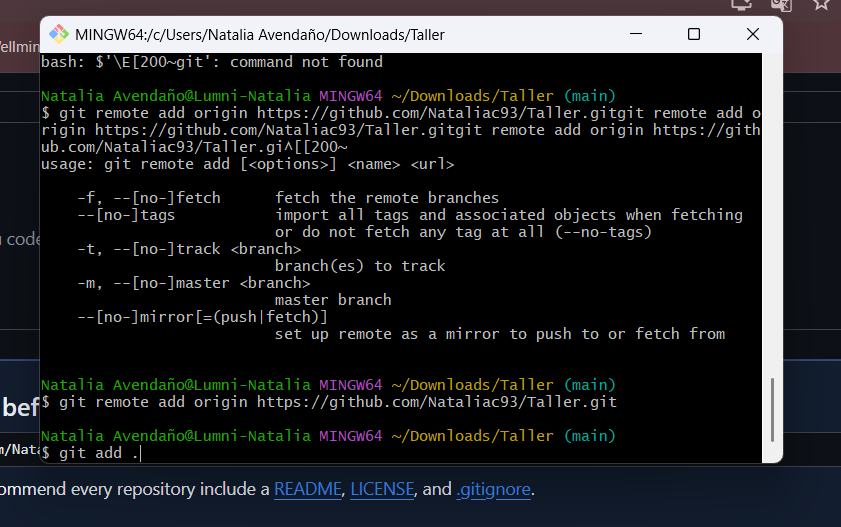 MINGW64:/c/Users/Natalia Avendaño/Downloads/Taller
bash: $'\E[200~git': command not found
Natalia Avendaño@Lumni-Natalia MINGW64 ~/Downloads/Taller (main)
$ git remote add origin https://github.com/Nataliac93/Taller.gitgit remote add o
rigin https://github.com/Nataliac93/Taller.gitgit remote add origin https://gith
ub.com/Nataliac93/Taller.gi^[[200~
usage: git remote add [<options>] <name> <url>
-f, --[no-]fetch fetch the remote branches
--[no-]tags import all tags and associated objects when fetching
or do not fetch any tag at all (--no-tags)
-t, --[no-]track <branch>
branch(es) to track
-m, --[no-]master <branch>
master branch
--[no-]mirror[=(push|fetch)]
set up remote as a mirror to push to or fetch from
Natalia Avendaño@Lumni-Natalia MINGW64 ~/Downloads/Taller (main)
$ git remote add origin https://github.com/Nataliac93/Taller.git
Natalia Avendaño@Lumni-Natalia MINGW64 ~/Downloads/Taller (main)
$ git add .
ellmin
code
bef
m/Nata
ommend every repository include a README, LICENSE, and .gitignore.